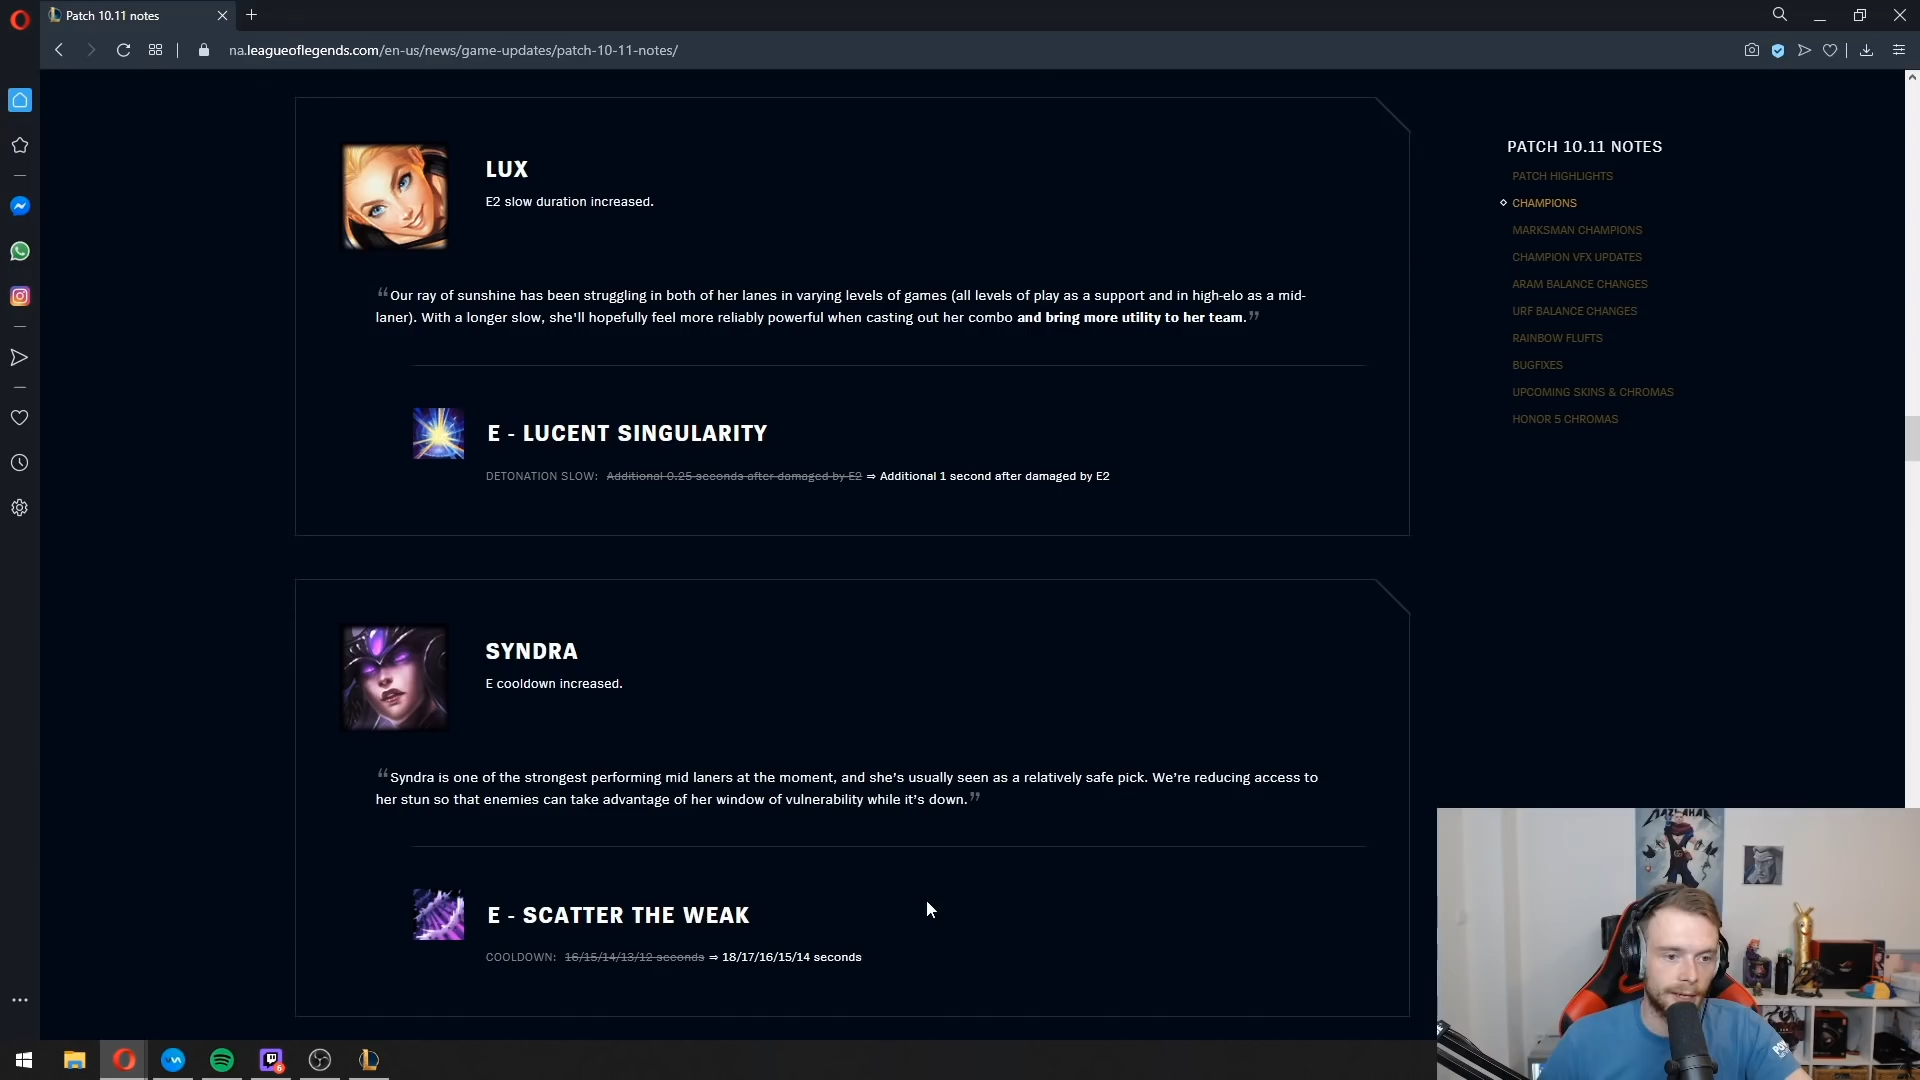 Patch 10.11 notes
na.leagueoflegends.com/en-us/news/game-updates/patch-10-11-notes/
LUX
E2 slow duration increased.
“Our ray of sunshine has been struggling in both of her lanes in varying levels of games (all levels of play as a support and in high-elo as a mid-
laner). With a longer slow, she'll hopefully feel more reliably powerful when casting out her combo and bring more utility to her team.”
E - LUCENT SINGULARITY
DETONATION SLOW: Additional 0.25 seconds after damaged by E2 ⇒ Additional 1 second after damaged by E2
SYNDRA
E cooldown increased.
“Syndra is one of the strongest performing mid laners at the moment, and she’s usually seen as a relatively safe pick. We’re reducing access to
her stun so that enemies can take advantage of her window of vulnerability while it’s down.”
E - SCATTER THE WEAK
COOLDOWN: 16/15/14/13/12 seconds ⇒ 18/17/16/15/14 seconds
PATCH 10.11 NOTES
PATCH HIGHLIGHTS
CHAMPIONS
MARKSMAN CHAMPIONS
CHAMPION VFX UPDATES
ARAM BALANCE CHANGES
URF BALANCE CHANGES
RAINBOW FLUFTS
BUGFIXES
UPCOMING SKINS & CHROMAS
HONOR 5 CHROMAS
6